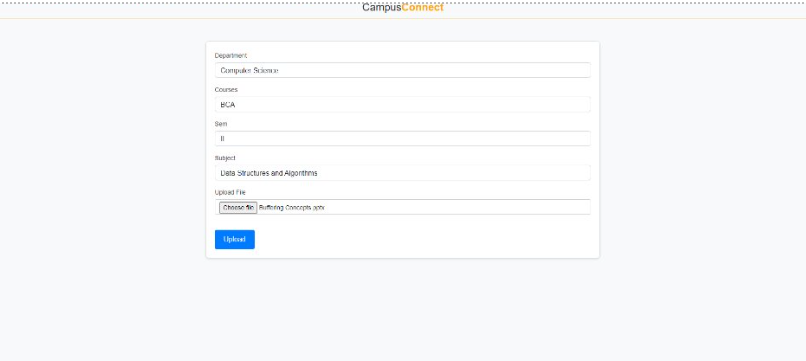 CampusConnect
Department
Computer Science
Courses
BCA
Sem
II
Subject
Data Structures and Algorithms
Upload File
Choose file Buffering Concepts.pptx
Upload